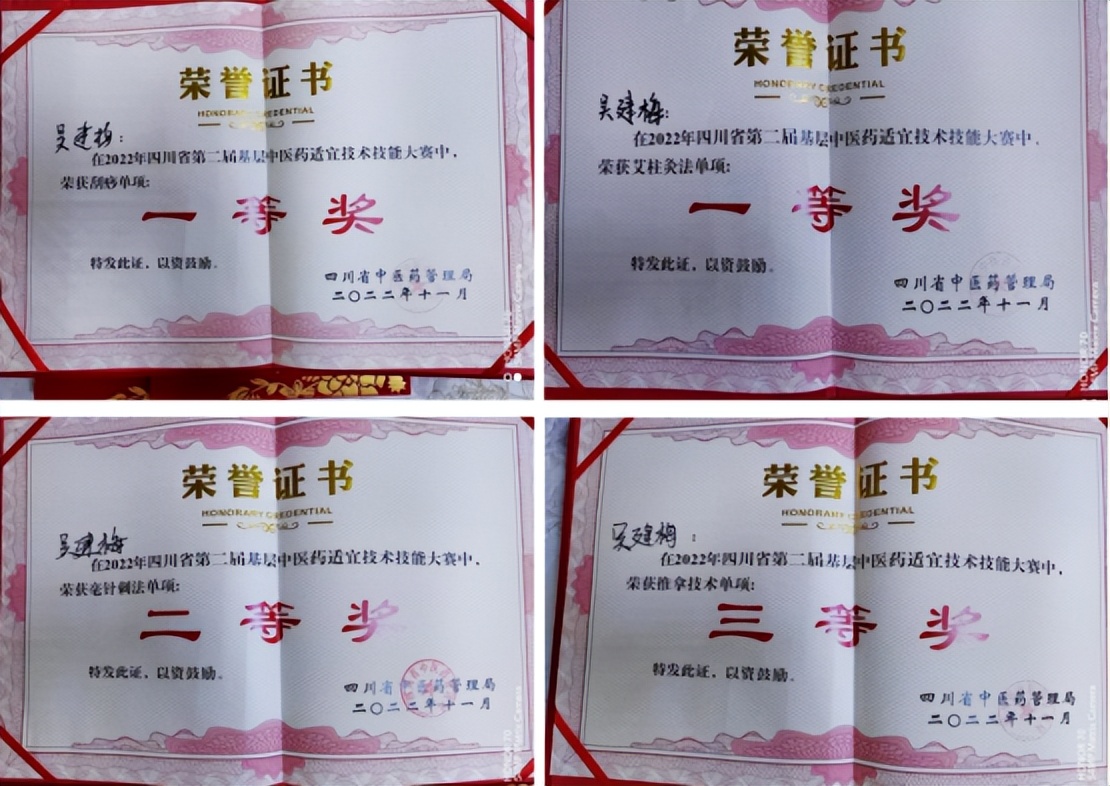 荣誉证书
HONORARY CREDENTIAL
吴建梅：
在2022年四川省第二届基层中医药适宜技术技能大赛中，
荣获刮痧单项：
一等奖
特发此证，以资鼓励。
四川省中医药管理局
二〇二二年十一月
荣誉证书
HONORARY CREDENTIAL
吴建梅：
在2022年四川省第二届基层中医药适宜技术技能大赛中，
荣获艾柱灸法单项：
一等奖
特发此证，以资鼓励。
四川省中医药管理局
二〇二二年十一月
HONOR 70
荣誉证书
HONORARY CREDENTIAL
吴建梅
在2022年四川省第二届基层中医药适宜技术技能大赛中，
荣获毫针刺法单项：
二等奖
特发此证，以资鼓励。
四川省中医药管理局
二〇二二年十一月
HONOR 70
荣誉证书
HONORARY CREDENTIAL
吴建梅：
在2022年四川省第二届基层中医药适宜技术技能大赛中，
荣获推拿技术单项：
三等奖
特发此证，以资鼓励。
四川省中医药管理局
二〇二二年十一月
HONOR 70